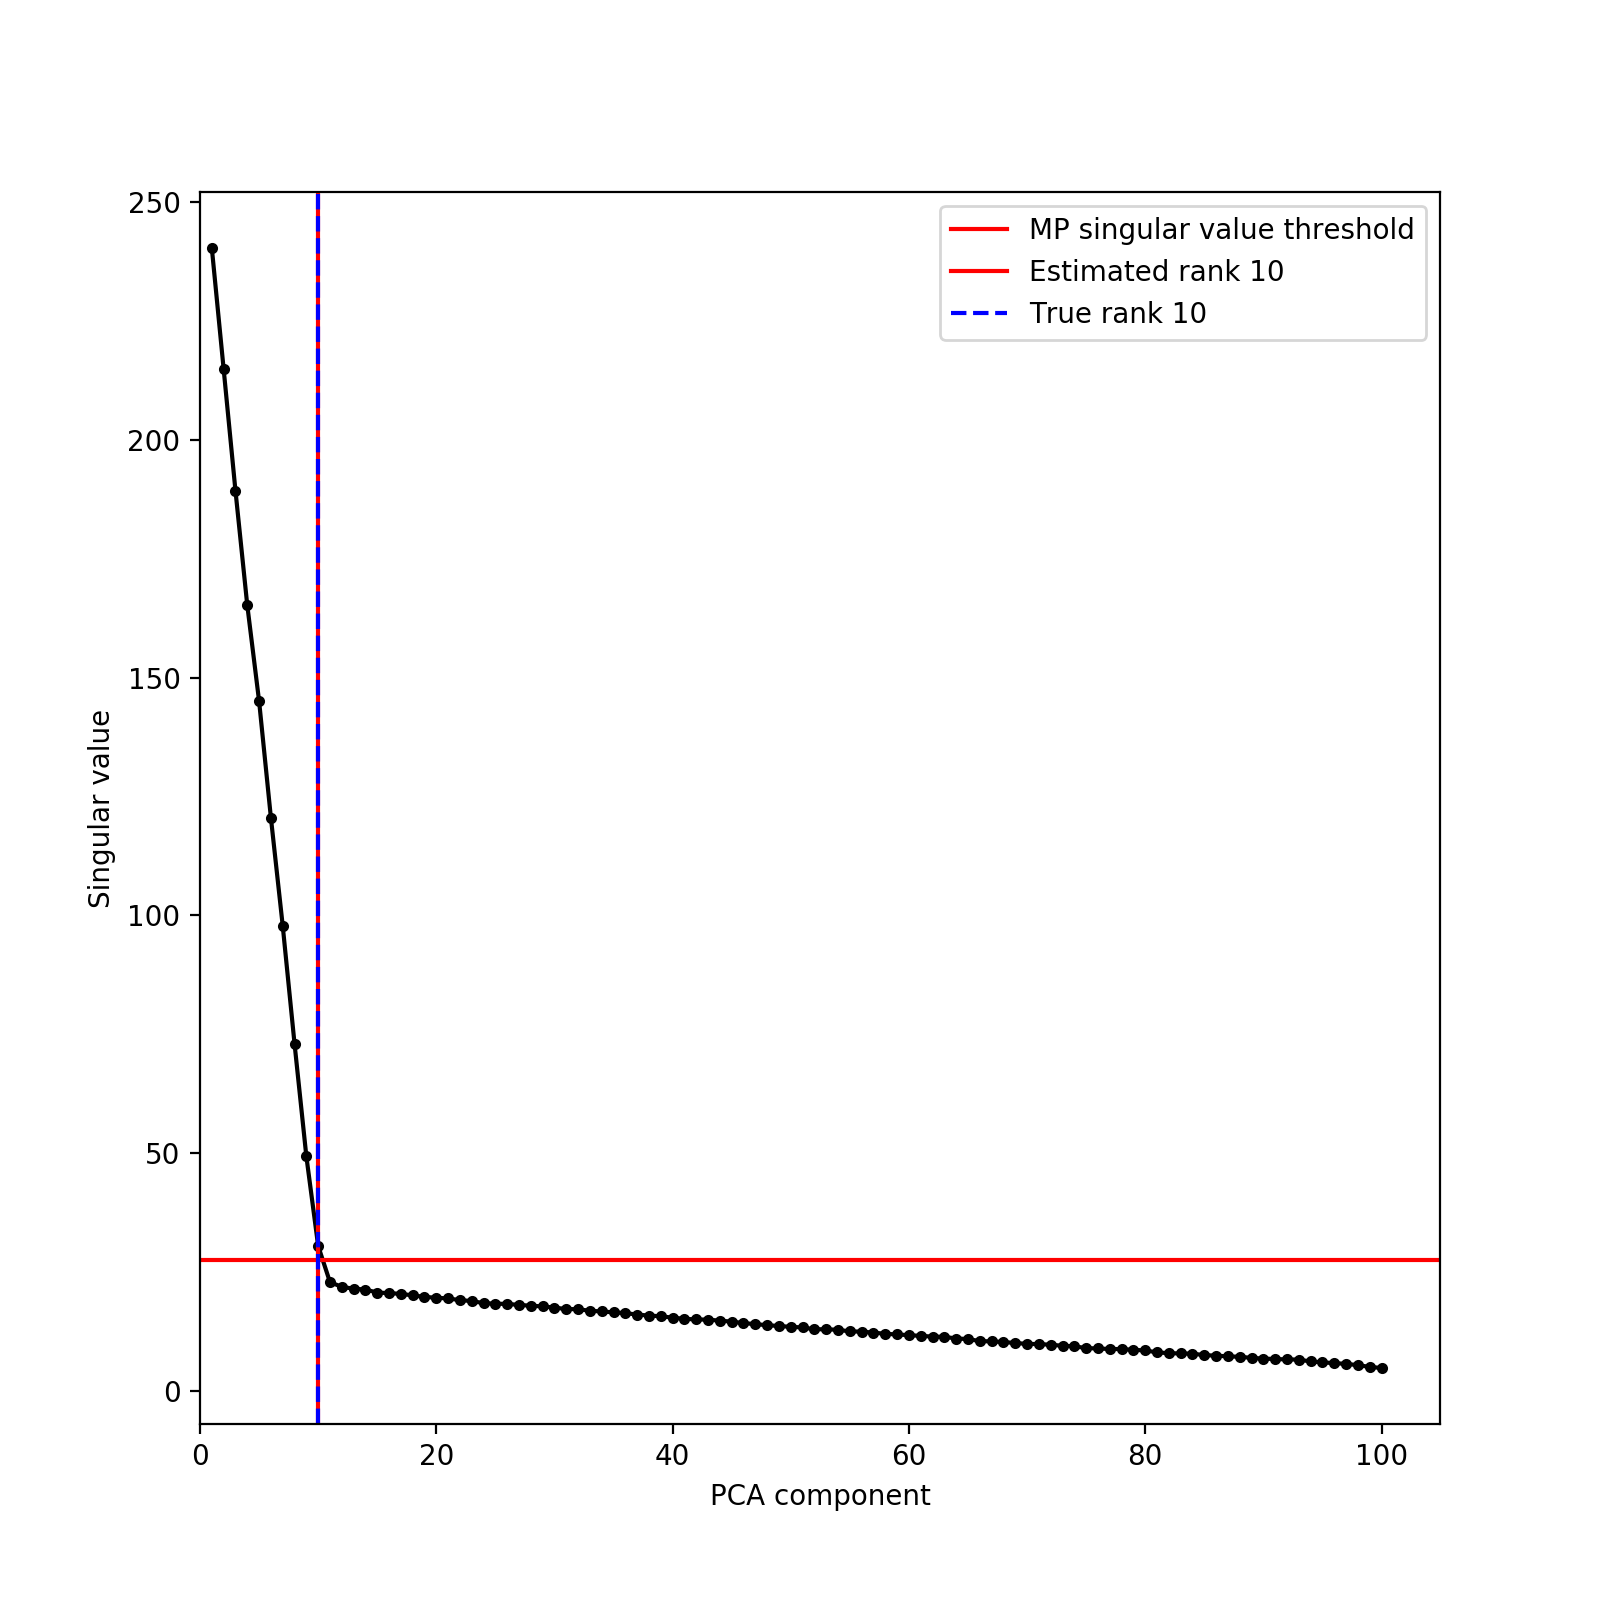 250
200
150
100
50
0
Singular value
MP singular value threshold
Estimated rank 10
True rank 10
0 20 40 60 80 100
PCA component